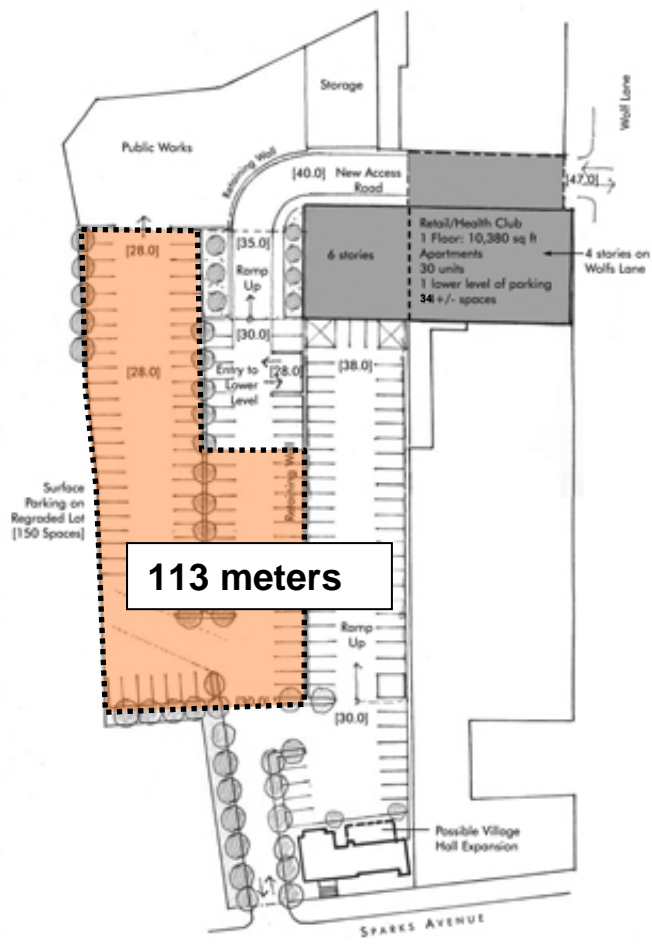 Storage
Wolf Lane
Public Works
Retaining Wall
[40.0] New Access
Road
[47.0]
[28.0]
[35.0]
Ramp
Up
6 stories
Retail/Health Club
1 Floor: 10,380 sq ft
Apartments
30 units
1 lower level of parking
34 +/- spaces
4 stories on
Wolfs Lane
[30.0]
[28.0]
Entry to
Lower
Level
[28.0]
[38.0]
Retaining Wall
Surface
Parking on
Regraded Lot
[150 Spaces]
113 meters
Ramp
Up
[30.0]
[30.0]
Possible Village
Hall Expansion
SPARKS AVENUE